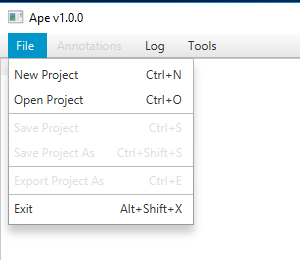 Ape v1.0.0
File Annotations Log Tools
New Project Ctrl+N
Open Project Ctrl+O
Save Project Ctrl+S
Save Project As Ctrl+Shift+S
Export Project As Ctrl+E
Exit Alt+Shift+X